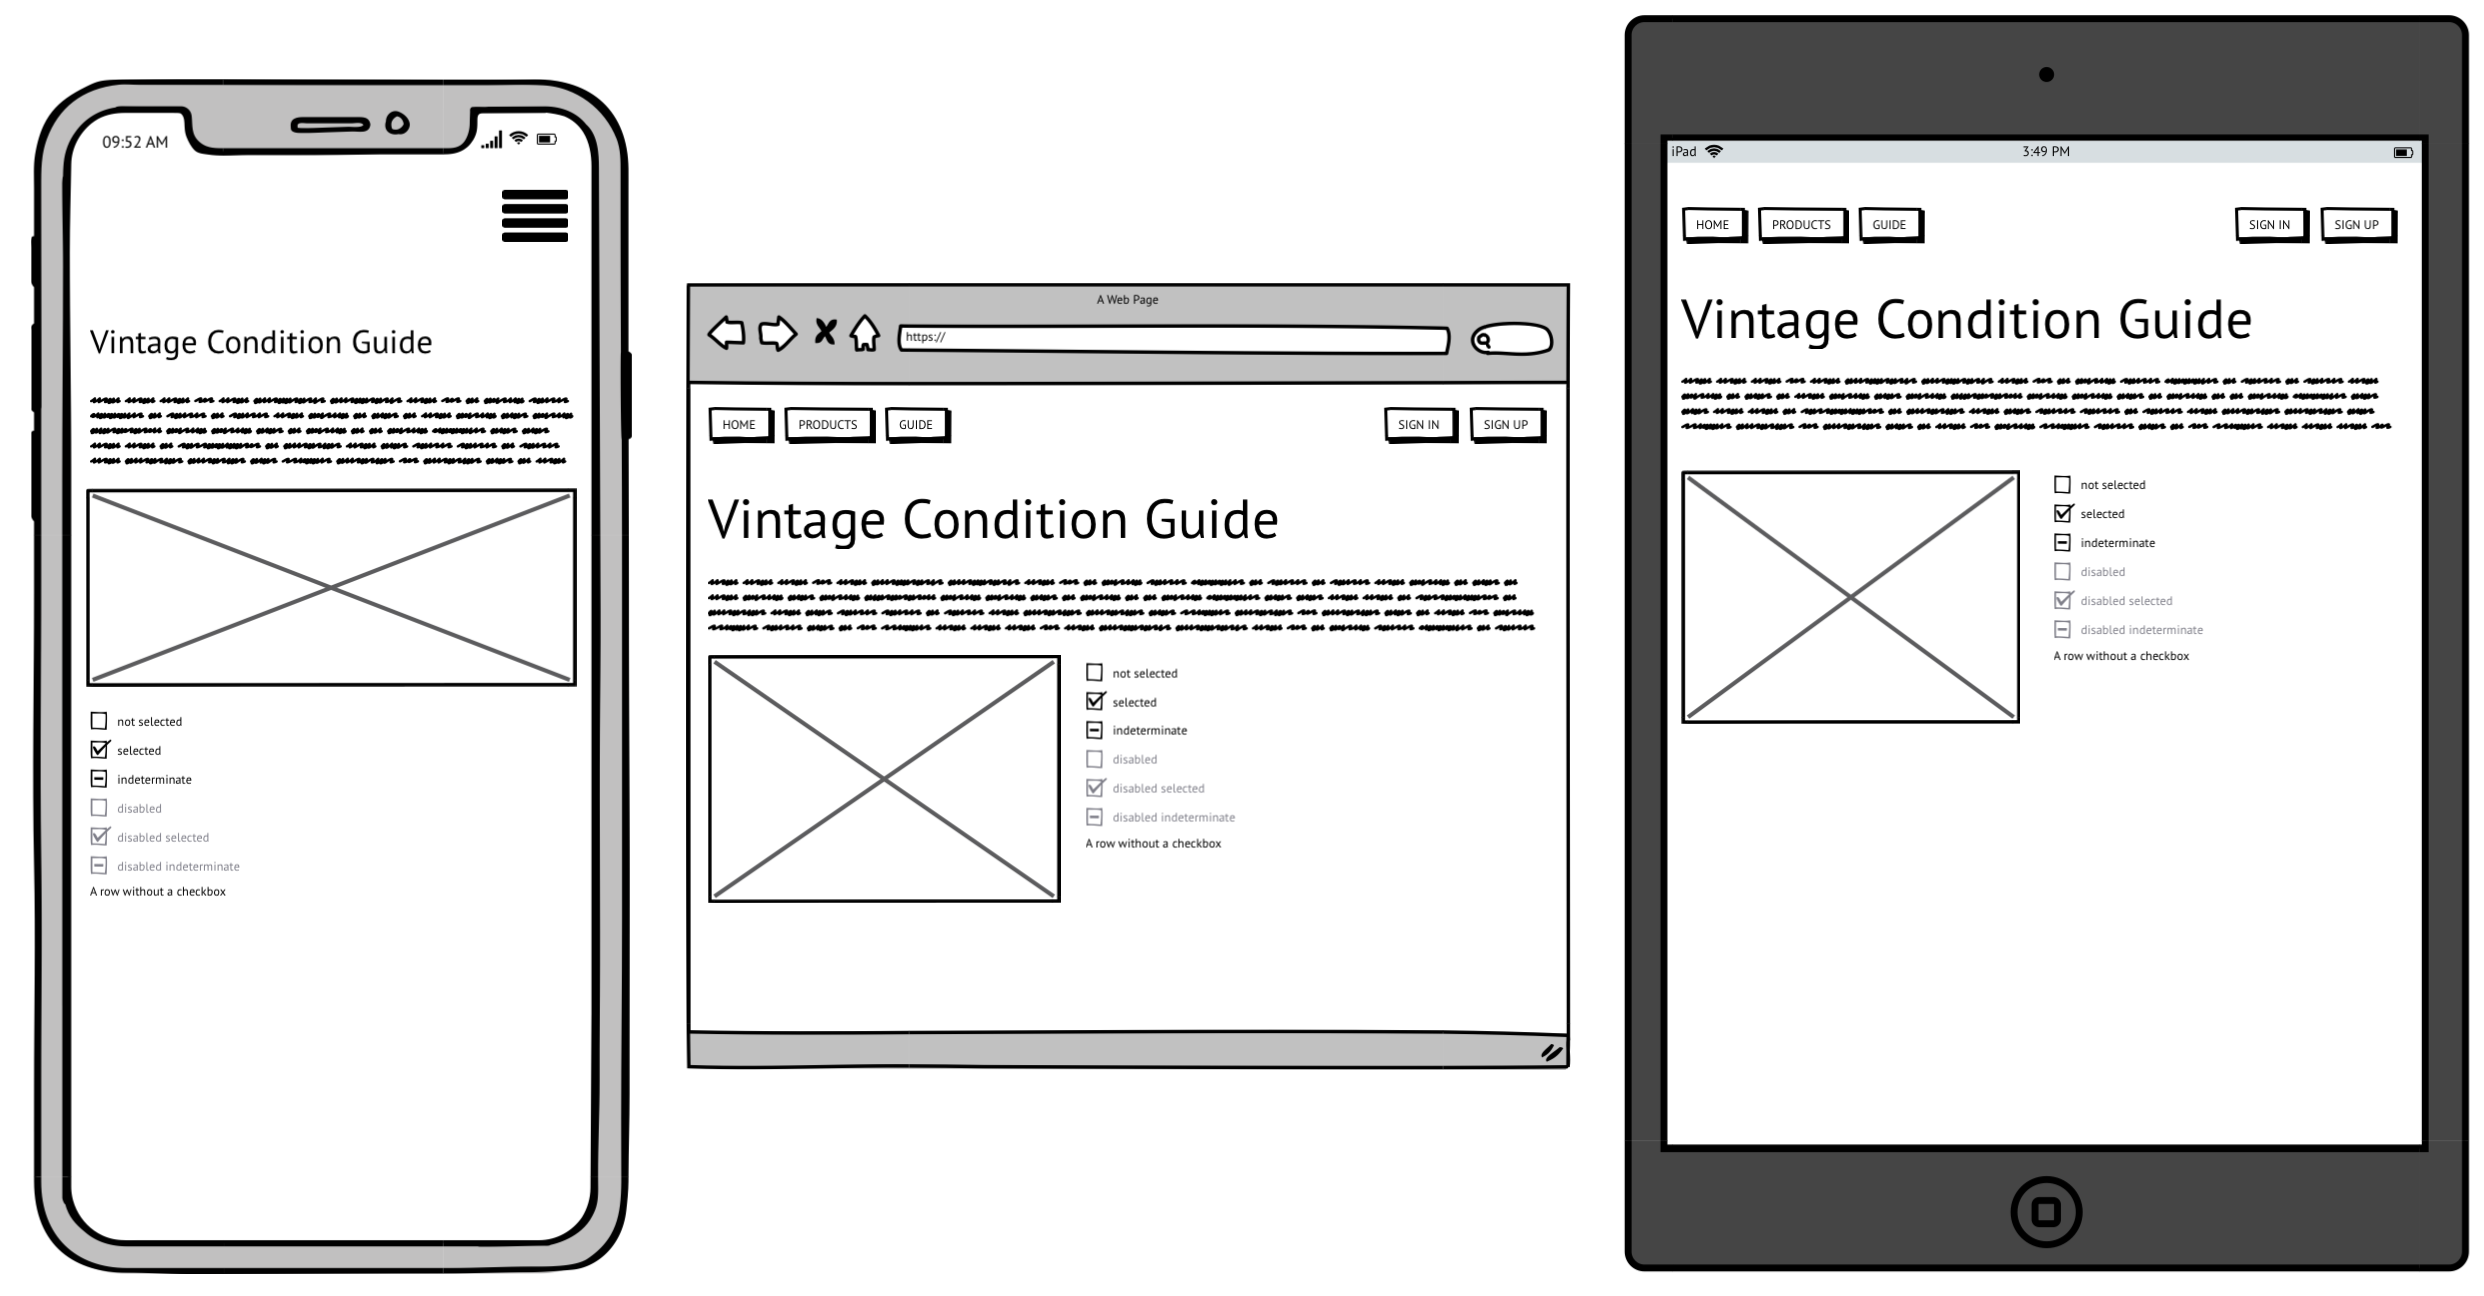 09:52 AM
Vintage Condition Guide
not selected
selected
indeterminate
disabled
disabled selected
disabled indeterminate
A row without a checkbox
A Web Page
https://
HOME PRODUCTS GUIDE SIGN IN SIGN UP
Vintage Condition Guide
not selected
selected
indeterminate
disabled
disabled selected
disabled indeterminate
A row without a checkbox
iPad 3:49 PM
HOME PRODUCTS GUIDE SIGN IN SIGN UP
Vintage Condition Guide
not selected
selected
indeterminate
disabled
disabled selected
disabled indeterminate
A row without a checkbox